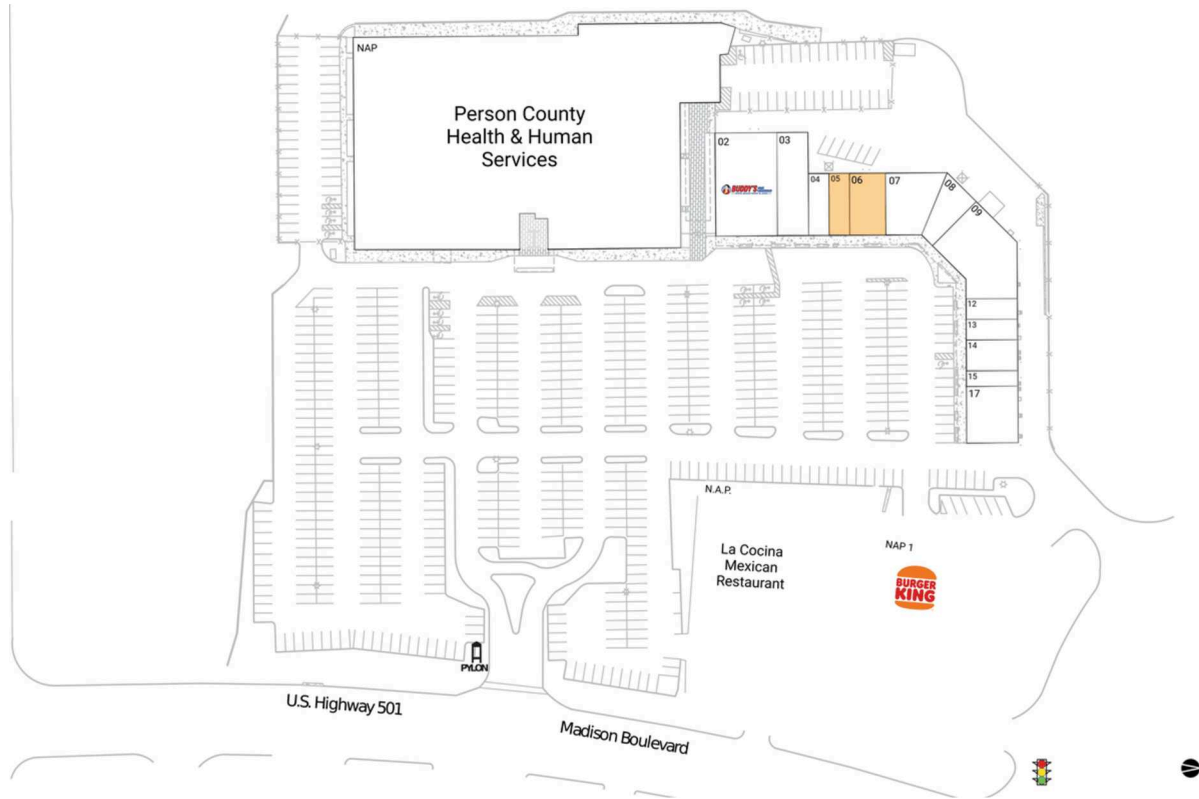 NAP
Person County
Health & Human
Services
02
03
BUDDY'S
04
05
06
07
08
09
12
13
14
15
17
N.A.P.
La Cocina
Mexican
Restaurant
NAP 1
BURGER
KING
PYLON
U.S. Highway 501
Madison Boulevard